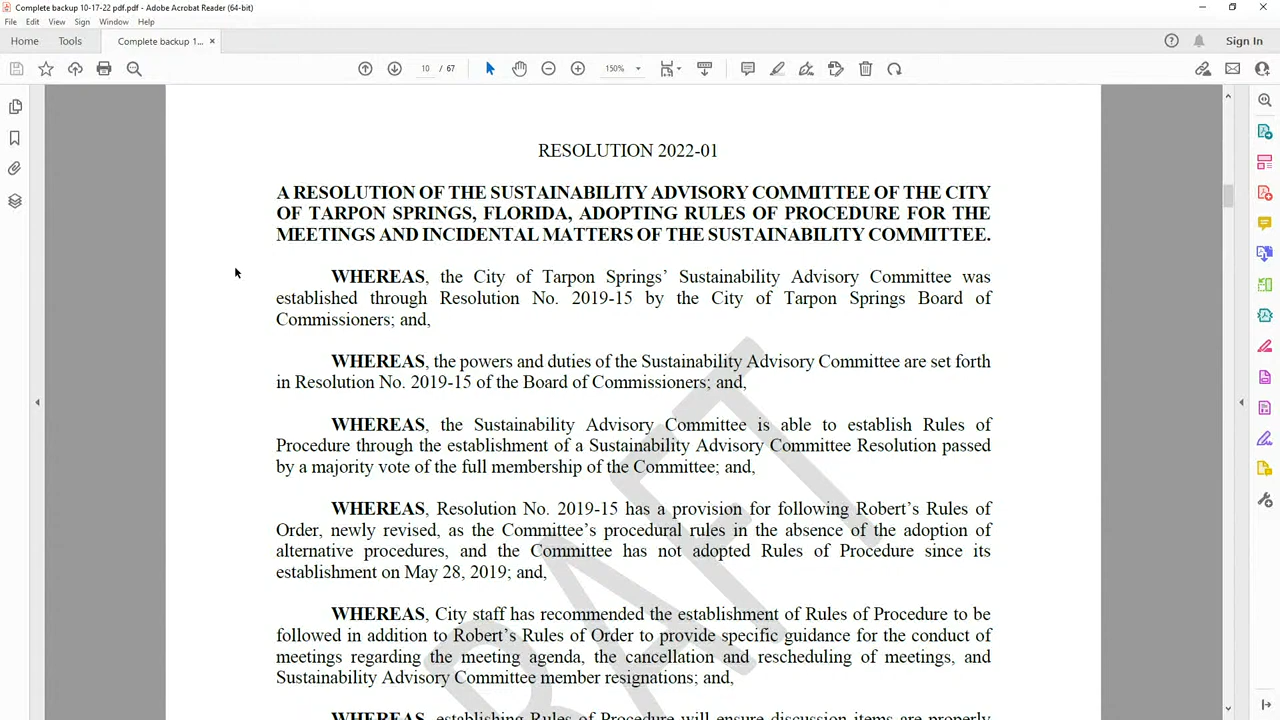 Complete backup 10-17-22 pdf.pdf - Adobe Acrobat Reader (64-bit)
File Edit View Sign Window Help
Home Tools Complete backup 1... × Sign In
10 / 67 150%
RESOLUTION 2022-01
A RESOLUTION OF THE SUSTAINABILITY ADVISORY COMMITTEE OF THE CITY
OF TARPON SPRINGS, FLORIDA, ADOPTING RULES OF PROCEDURE FOR THE
MEETINGS AND INCIDENTAL MATTERS OF THE SUSTAINABILITY COMMITTEE.
WHEREAS, the City of Tarpon Springs' Sustainability Advisory Committee was
established through Resolution No. 2019-15 by the City of Tarpon Springs Board of
Commissioners; and,
WHEREAS, the powers and duties of the Sustainability Advisory Committee are set forth
in Resolution No. 2019-15 of the Board of Commissioners; and,
WHEREAS, the Sustainability Advisory Committee is able to establish Rules of
Procedure through the establishment of a Sustainability Advisory Committee Resolution passed
by a majority vote of the full membership of the Committee; and,
WHEREAS, Resolution No. 2019-15 has a provision for following Robert's Rules of
Order, newly revised, as the Committee's procedural rules in the absence of the adoption of
alternative procedures, and the Committee has not adopted Rules of Procedure since its
establishment on May 28, 2019; and,
WHEREAS, City staff has recommended the establishment of Rules of Procedure to be
followed in addition to Robert's Rules of Order to provide specific guidance for the conduct of
meetings regarding the meeting agenda, the cancellation and rescheduling of meetings, and
Sustainability Advisory Committee member resignations; and,
WHEREAS, establishing Rules of Procedure will ensure discussion items are properly
DRAFT